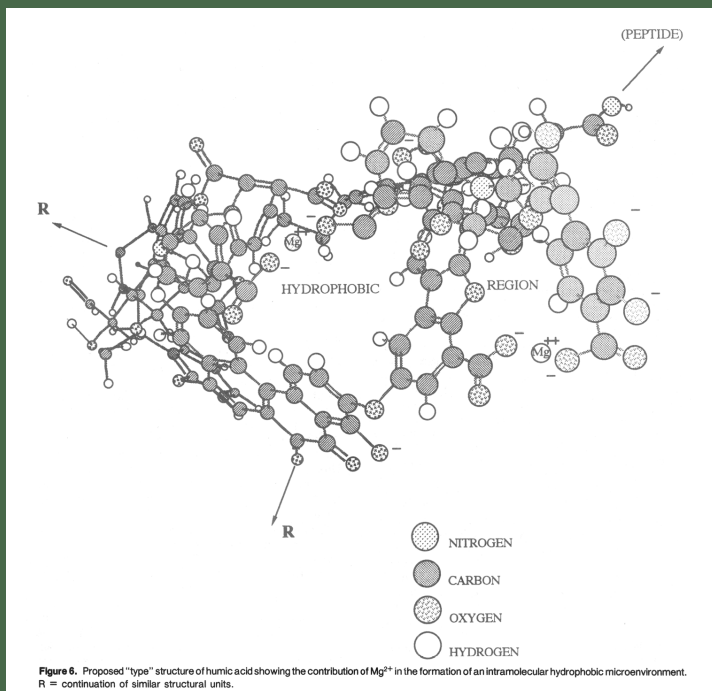 (PEPTIDE)
R
−
−
−
++
Mg
−
−
HYDROPHOBIC
REGION
−
−
++
Mg
−
−
R
NITROGEN
CARBON
OXYGEN
HYDROGEN
Figure 6. Proposed "type" structure of humic acid showing the contribution of Mg2+ in the formation of an intramolecular hydrophobic microenvironment.
R = continuation of similar structural units.